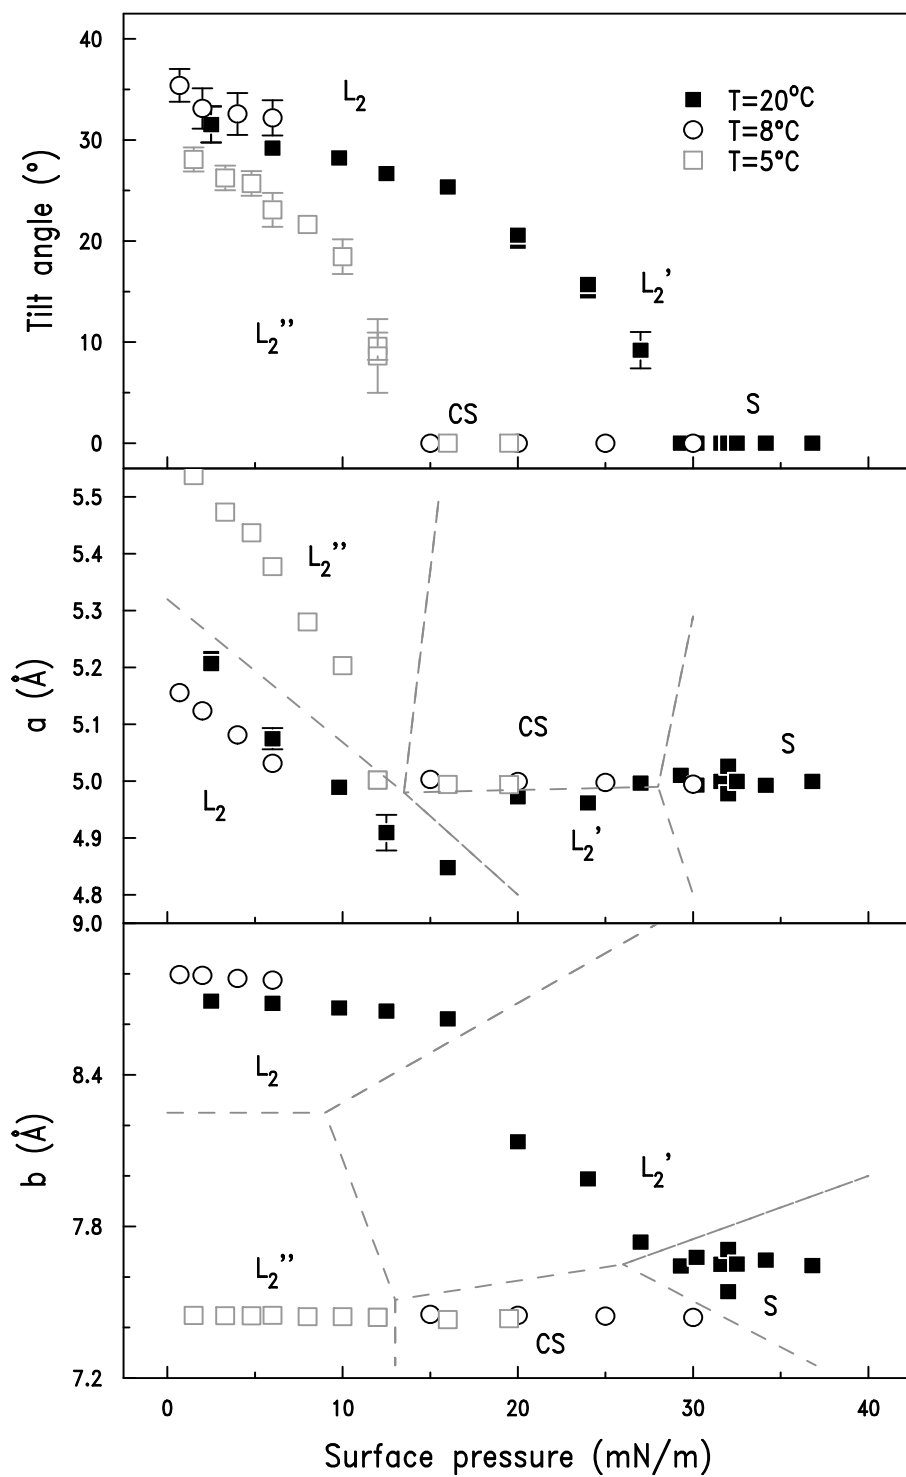 40
30
20
10
0
Tilt angle (°)
L₂
T=20°C
T=8°C
T=5°C
L₂'
L₂''
CS
S
5.5
5.4
5.3
5.2
5.1
5.0
4.9
4.8
a (Å)
L₂''
CS
S
L₂
L₂'
9.0
8.4
7.8
7.2
b (Å)
L₂
L₂'
L₂''
S
CS
0 10 20 30 40
Surface pressure (mN/m)